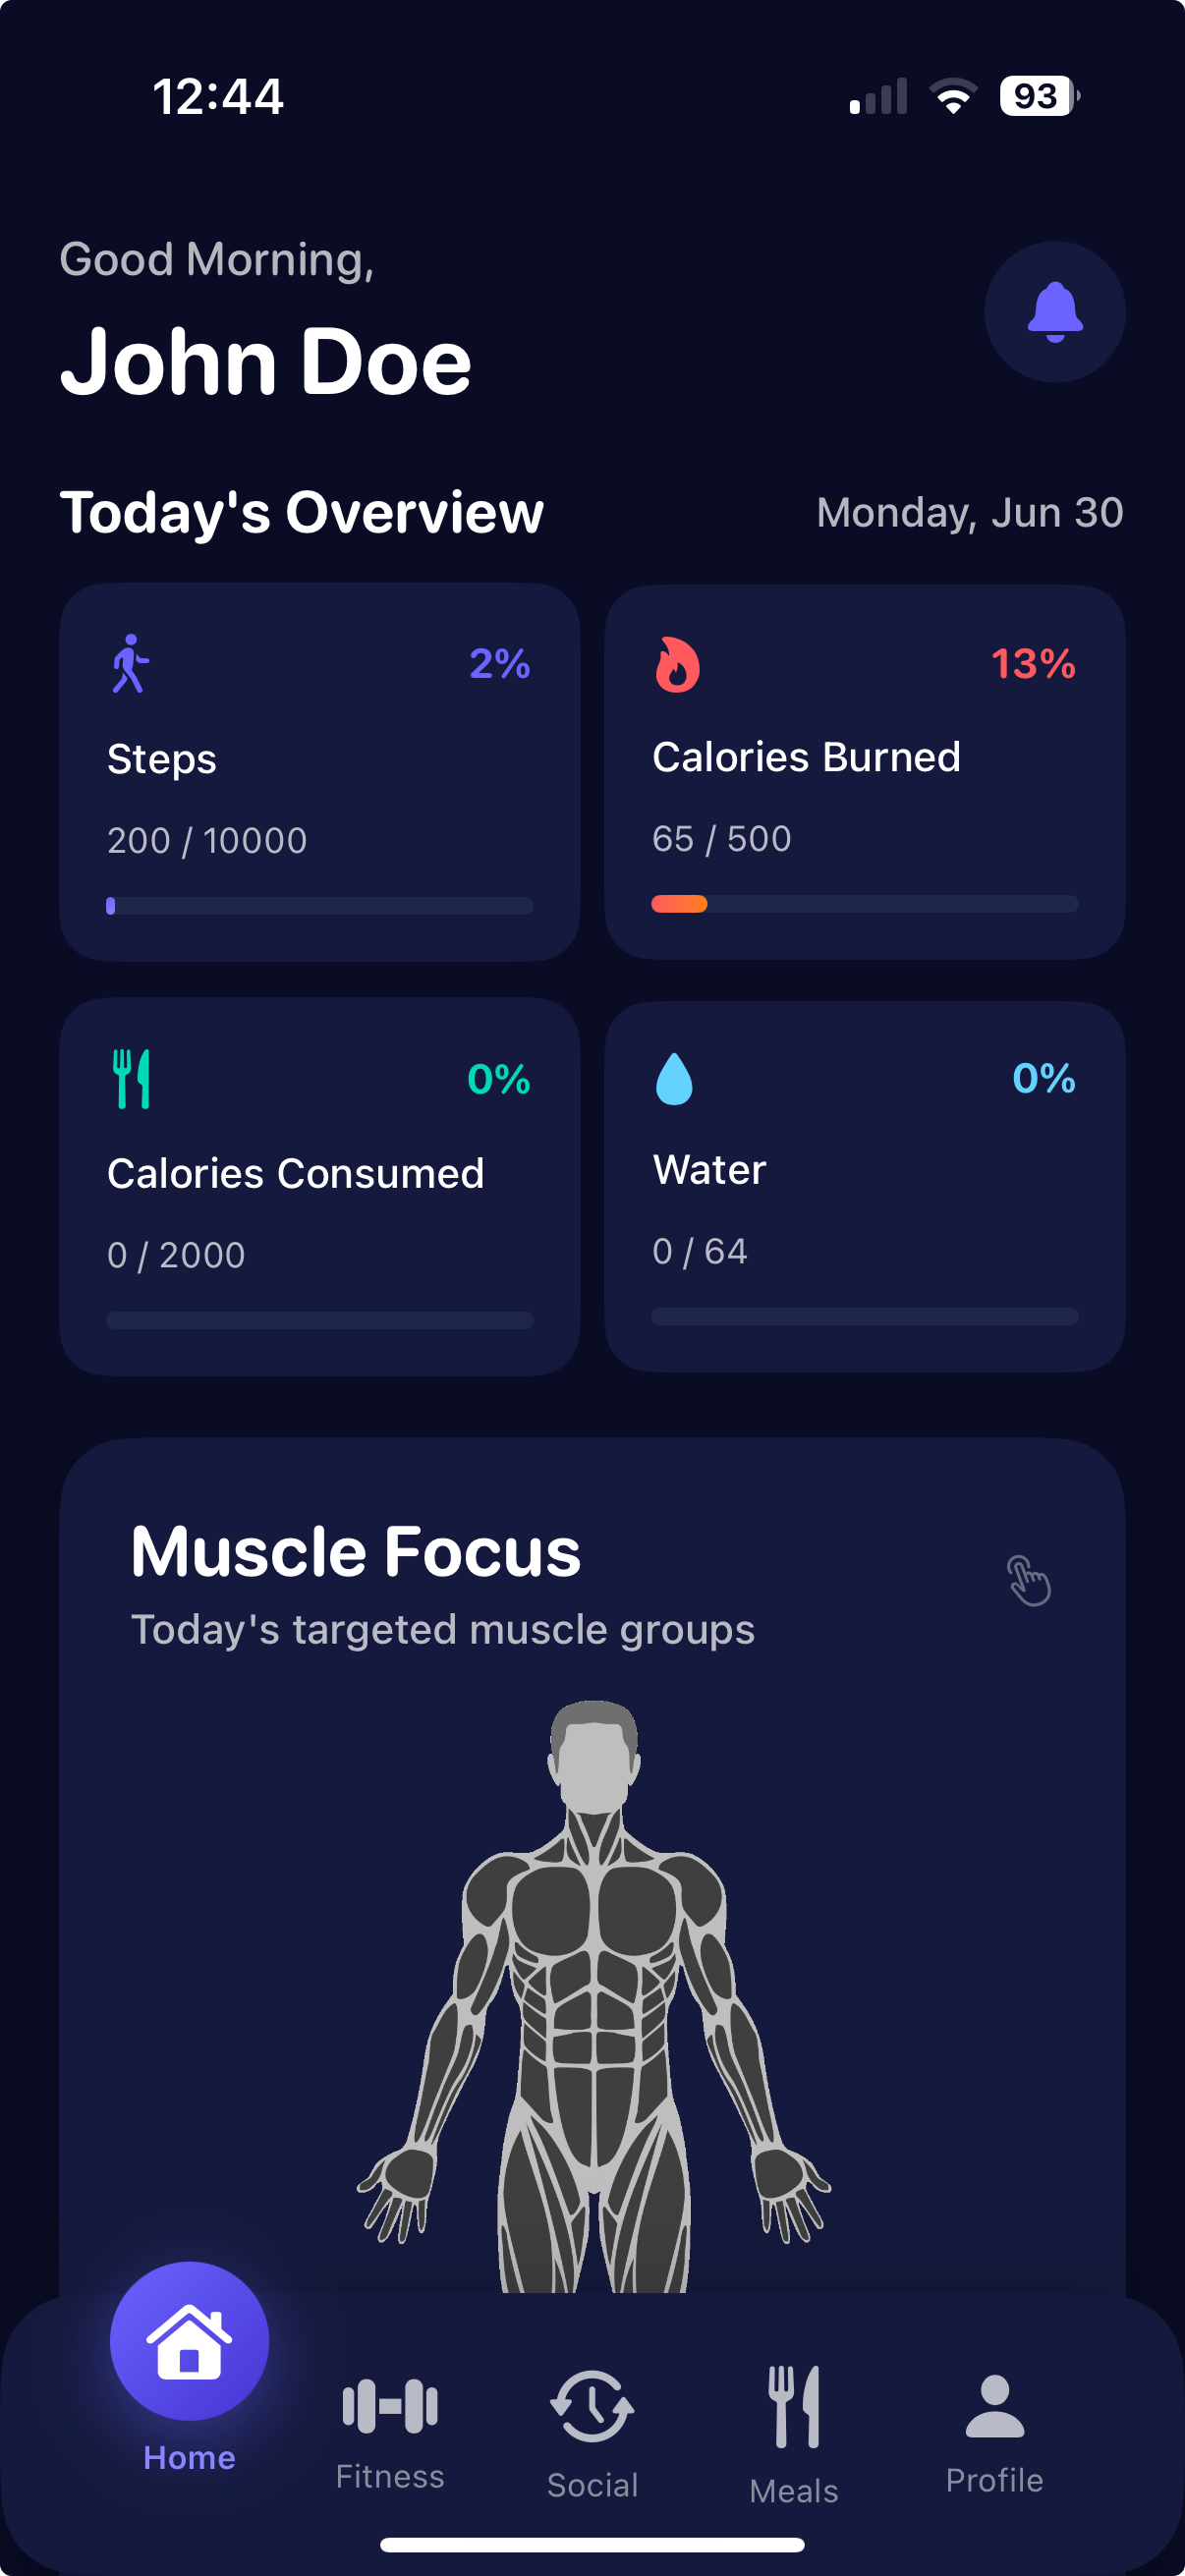 12:44
93
Good Morning,
John Doe
Today's Overview
Monday, Jun 30
2%
Steps
200 / 10000
13%
Calories Burned
65 / 500
0%
Calories Consumed
0 / 2000
0%
Water
0 / 64
Muscle Focus
Today's targeted muscle groups
Home
Fitness
Social
Meals
Profile